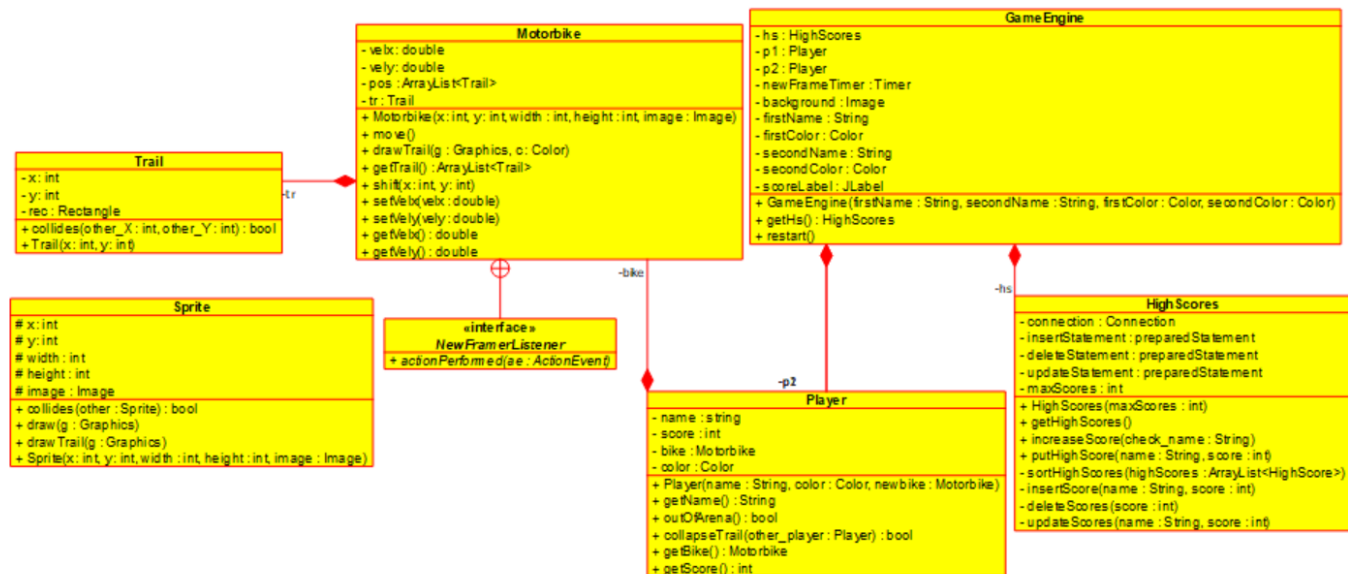 Trail
- x: int
- y: int
- rec : Rectangle
+ collides(other_X : int, other_Y: int) : bool
+ Trail(x: int, y: int)
-tr
Motorbike
- velx: double
- vely: double
- pos : ArrayList<Trail>
- tr : Trail
+ Motorbike(x: int, y: int, width : int, height : int, image : Image)
+ move()
+ drawTrail(g : Graphics, c: Color)
+ getTrail() : ArrayList<Trail>
+ shift(x: int, y: int)
+ setVelx(velx : double)
+ setVely(vely : double)
+ getVelx() : double
+ getVely() : double
GameEngine
- hs : HighScores
- p1 : Player
- p2 : Player
- newFrameTimer : Timer
- background : Image
- firstName : String
- firstColor : Color
- secondName : String
- secondColor : Color
- scoreLabel : JLabel
+ GameEngine(firstName : String, secondName : String, firstColor : Color, secondColor : Color)
+ getHs() : HighScores
+ restart()
Sprite
# x: int
# y: int
# width : int
# height : int
# image : Image
+ collides(other : Sprite) : bool
+ draw(g : Graphics)
+ drawTrail(g : Graphics)
+ Sprite(x: int, y: int, width : int, height : int, image : Image)
«interface»
NewFramerListener
+ actionPerformed(ae : ActionEvent)
-bike
-p2
-hs
Player
- name : string
- score : int
- bike : Motorbike
- color : Color
+ Player(name : String, color : Color, newbike : Motorbike)
+ getName() : String
+ outOfArena() : bool
+ collapseTrail(other_player : Player) : bool
+ getBike() : Motorbike
+ getScore() : int
HighScores
- connection : Connection
- insertStatement : preparedStatement
- deleteStatement : preparedStatement
- updateStatement : preparedStatement
- maxScores : int
+ HighScores(maxScores : int)
+ getHighScores()
+ increaseScore(check_name : String)
+ putHighScore(name : String, score : int)
- sortHighScores(highScores : ArrayList<HighScore>)
- insertScore(name : String, score : int)
- deleteScores(score : int)
- updateScores(name : String, score : int)